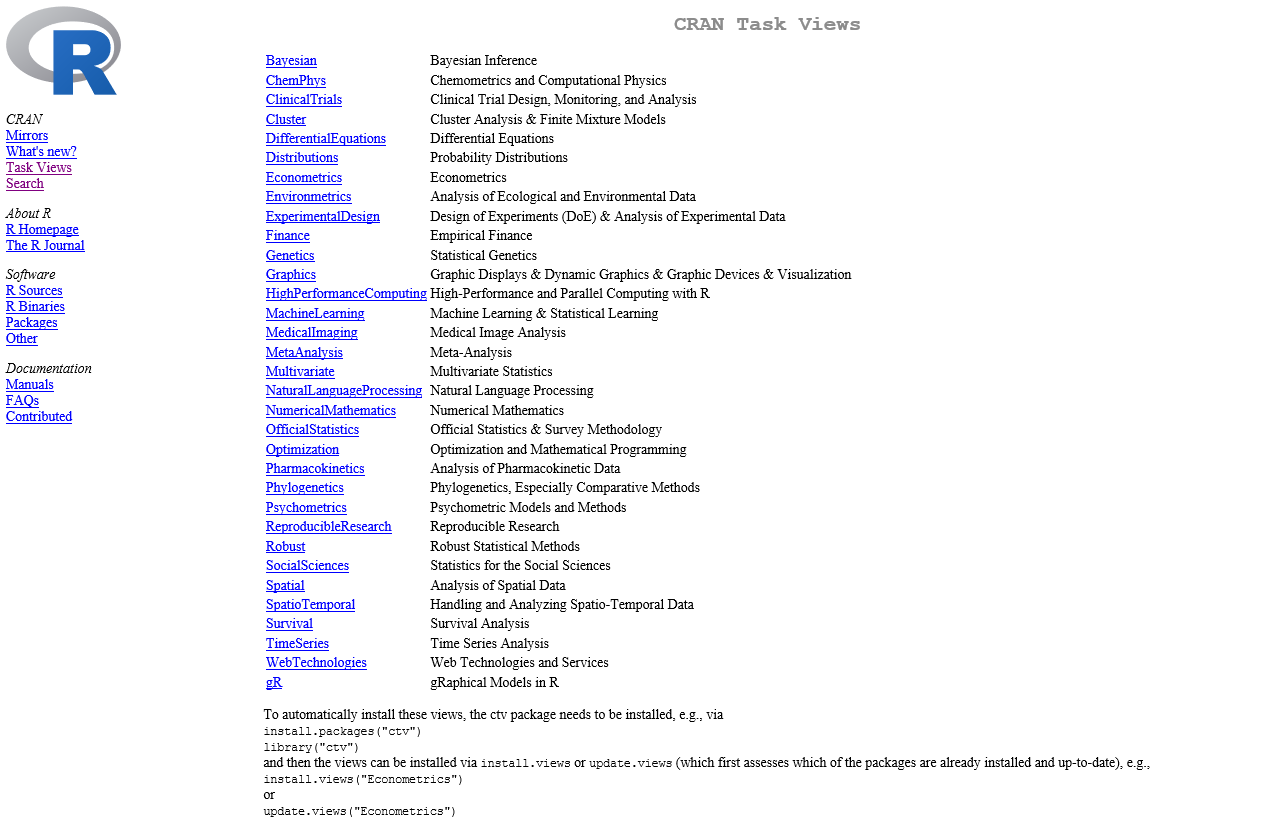 R
CRAN
Mirrors
What's new?
Task Views
Search
About R
R Homepage
The R Journal
Software
R Sources
R Binaries
Packages
Other
Documentation
Manuals
FAQs
Contributed
CRAN Task Views
Bayesian Bayesian Inference
ChemPhys Chemometrics and Computational Physics
ClinicalTrials Clinical Trial Design, Monitoring, and Analysis
Cluster Cluster Analysis & Finite Mixture Models
DifferentialEquations Differential Equations
Distributions Probability Distributions
Econometrics Econometrics
Environmetrics Analysis of Ecological and Environmental Data
ExperimentalDesign Design of Experiments (DoE) & Analysis of Experimental Data
Finance Empirical Finance
Genetics Statistical Genetics
Graphics Graphic Displays & Dynamic Graphics & Graphic Devices & Visualization
HighPerformanceComputing High-Performance and Parallel Computing with R
MachineLearning Machine Learning & Statistical Learning
MedicalImaging Medical Image Analysis
MetaAnalysis Meta-Analysis
Multivariate Multivariate Statistics
NaturalLanguageProcessing Natural Language Processing
NumericalMathematics Numerical Mathematics
OfficialStatistics Official Statistics & Survey Methodology
Optimization Optimization and Mathematical Programming
Pharmacokinetics Analysis of Pharmacokinetic Data
Phylogenetics Phylogenetics, Especially Comparative Methods
Psychometrics Psychometric Models and Methods
ReproducibleResearch Reproducible Research
Robust Robust Statistical Methods
SocialSciences Statistics for the Social Sciences
Spatial Analysis of Spatial Data
SpatioTemporal Handling and Analyzing Spatio-Temporal Data
Survival Survival Analysis
TimeSeries Time Series Analysis
WebTechnologies Web Technologies and Services
gR gRaphical Models in R
To automatically install these views, the ctv package needs to be installed, e.g., via
install.packages("ctv")
library("ctv")
and then the views can be installed via install.views or update.views (which first assesses which of the packages are already installed and up-to-date), e.g.,
install.views("Econometrics")
or
update.views("Econometrics")